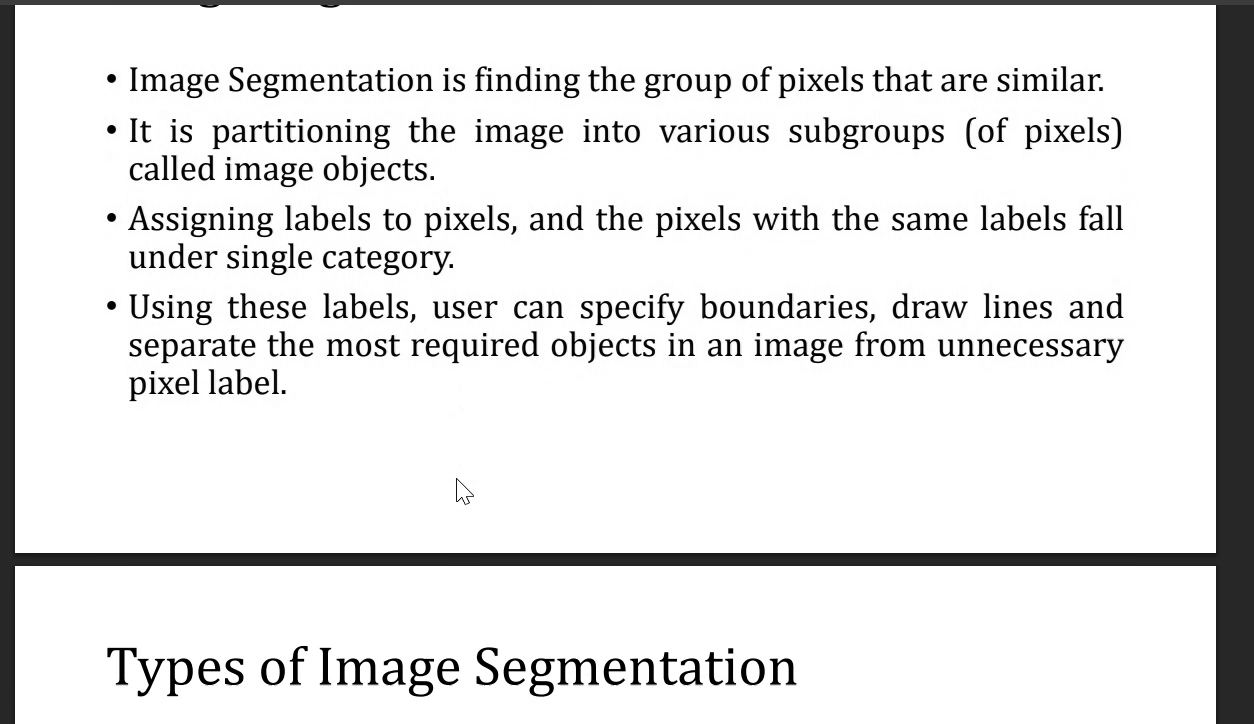 • Image Segmentation is finding the group of pixels that are similar.
• It is partitioning the image into various subgroups (of pixels)
called image objects.
• Assigning labels to pixels, and the pixels with the same labels fall
under single category.
• Using these labels, user can specify boundaries, draw lines and
separate the most required objects in an image from unnecessary
pixel label.
Types of Image Segmentation